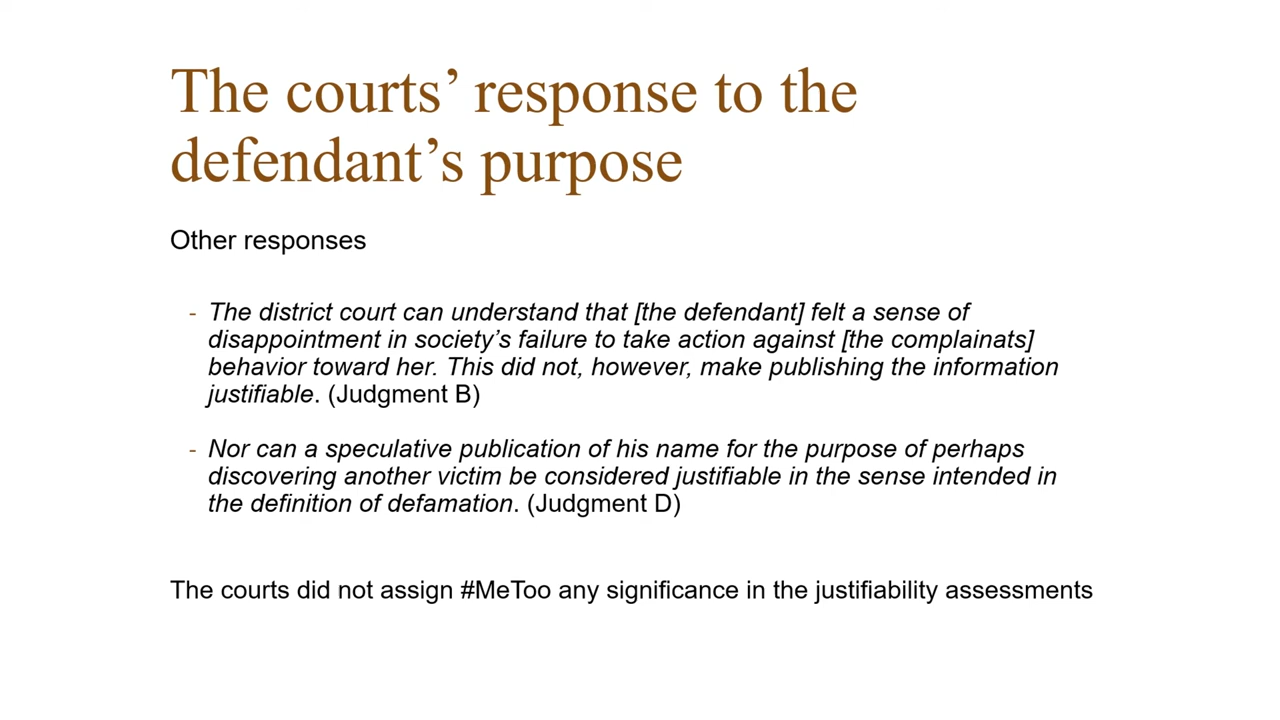 The courts’ response to the
defendant’s purpose
Other responses
- The district court can understand that [the defendant] felt a sense of
disappointment in society’s failure to take action against [the complainats]
behavior toward her. This did not, however, make publishing the information
justifiable. (Judgment B)
- Nor can a speculative publication of his name for the purpose of perhaps
discovering another victim be considered justifiable in the sense intended in
the definition of defamation. (Judgment D)
The courts did not assign #MeToo any significance in the justifiability assessments